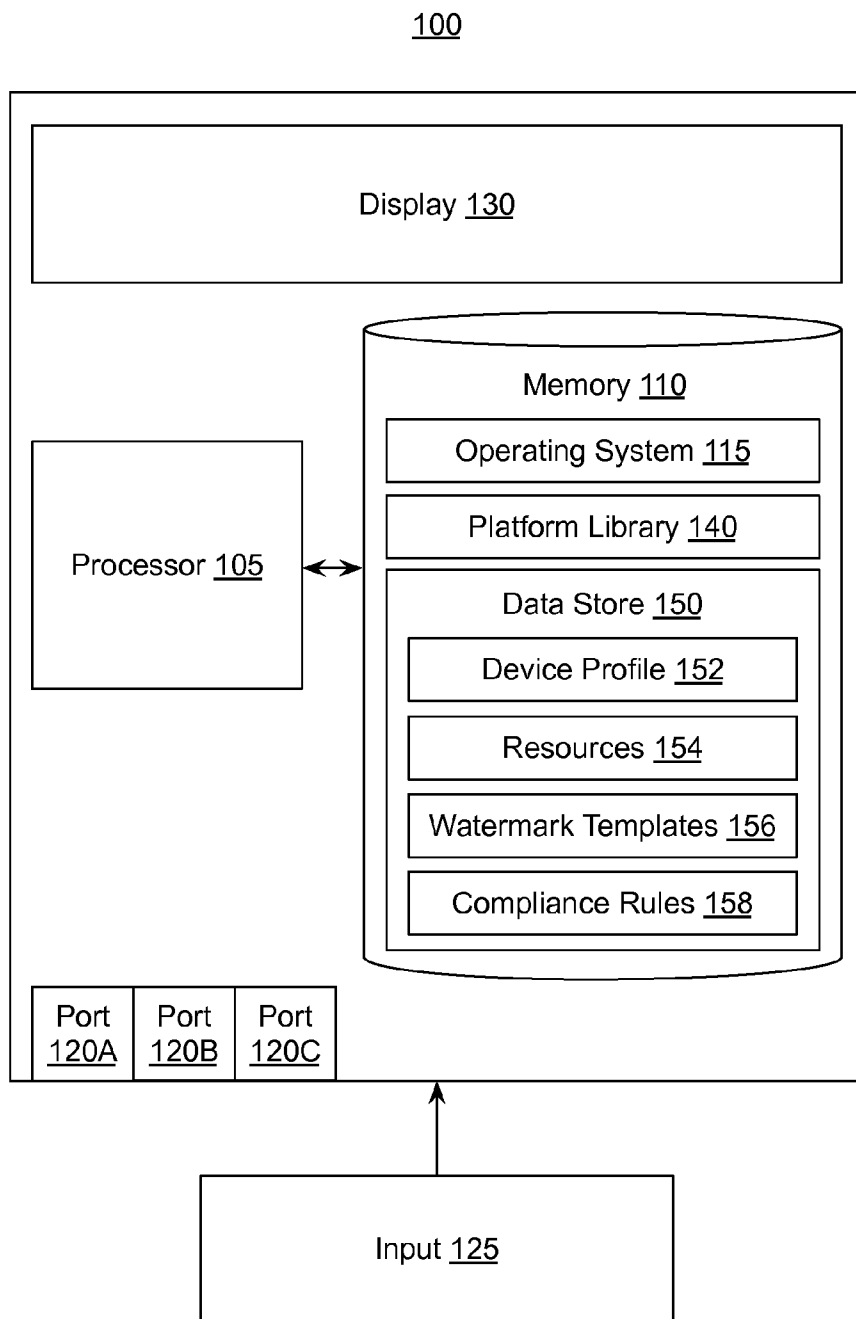 100
Display 130
Memory 110
Operating System 115
Platform Library 140
Processor 105
Data Store 150
Device Profile 152
Resources 154
Watermark Templates 156
Compliance Rules 158
Port
120A
Port
120B
Port
120C
Input 125